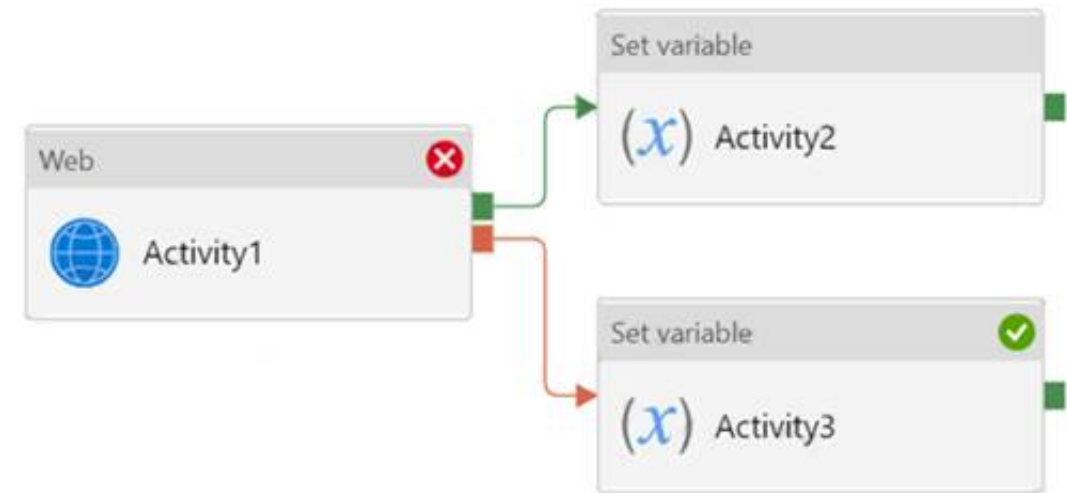 Set variable
(x) Activity2
Web
Activity1
Set variable
(x) Activity3